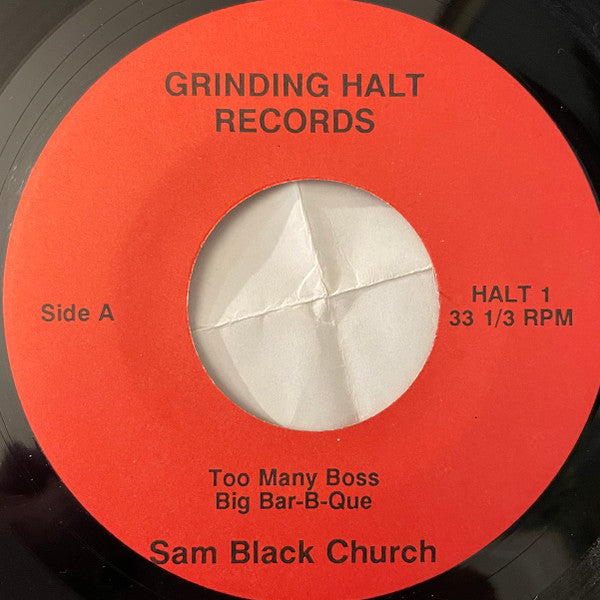 GRINDING HALT
RECORDS
Side A
HALT 1
33 1/3 RPM
Too Many Boss
Big Bar-B-Que
Sam Black Church